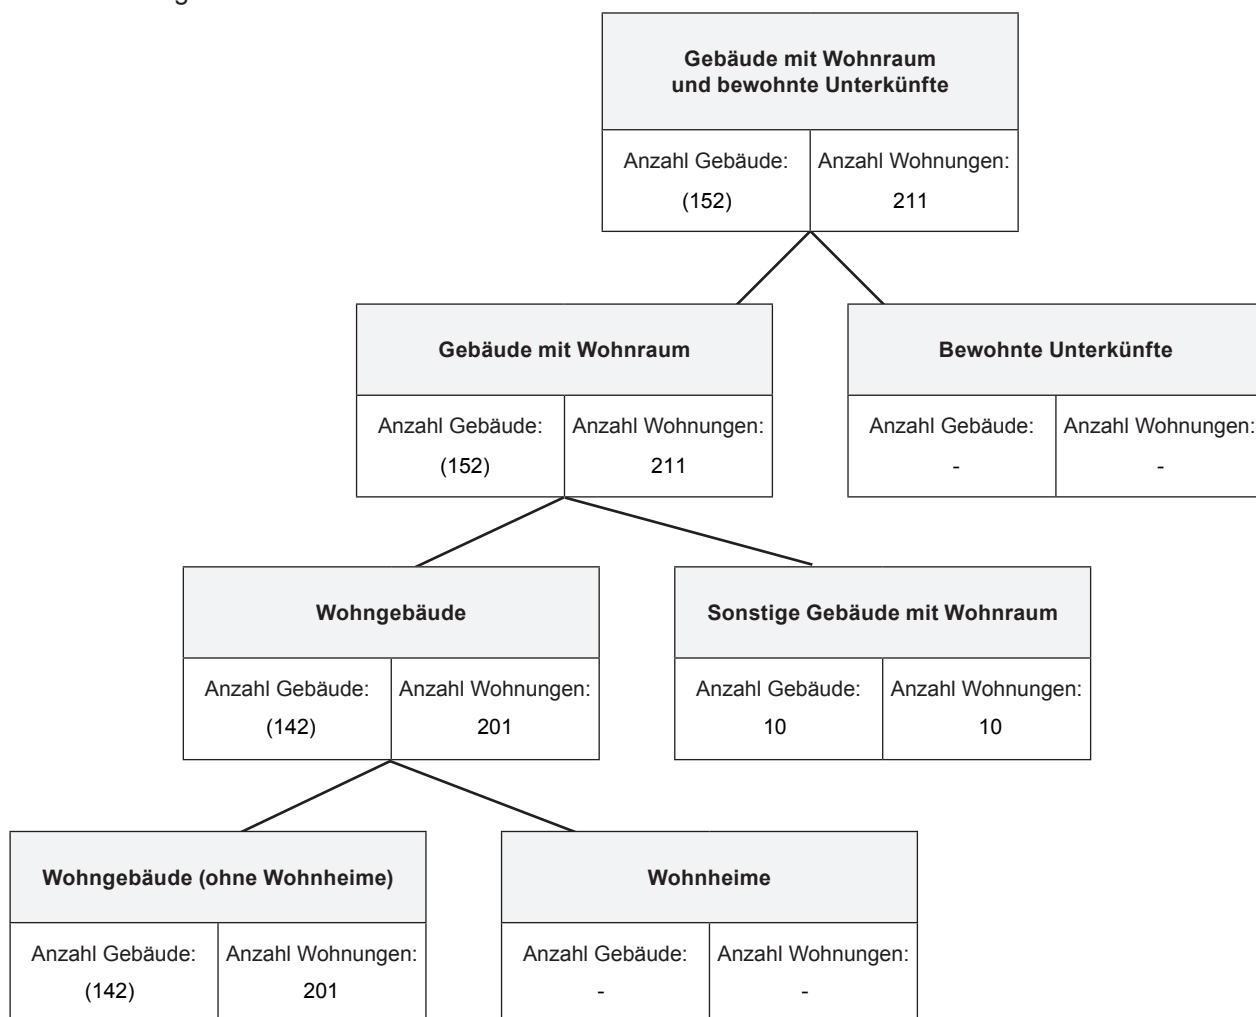 Gebäude mit Wohnraum
und bewohnte Unterkünfte
Anzahl Gebäude: Anzahl Wohnungen:
(152) 211
Gebäude mit Wohnraum
Anzahl Gebäude: Anzahl Wohnungen:
(152) 211
Bewohnte Unterkünfte
Anzahl Gebäude: Anzahl Wohnungen:
- -
Wohngebäude
Anzahl Gebäude: Anzahl Wohnungen:
(142) 201
Sonstige Gebäude mit Wohnraum
Anzahl Gebäude: Anzahl Wohnungen:
10 10
Wohngebäude (ohne Wohnheime)
Anzahl Gebäude: Anzahl Wohnungen:
(142) 201
Wohnheime
Anzahl Gebäude: Anzahl Wohnungen:
- -